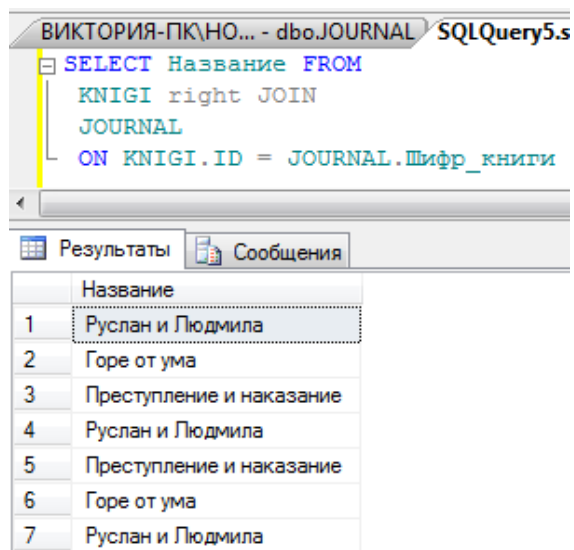 ВИКТОРИЯ-ПК\НО... - dbo.JOURNAL SQLQuery5.s
SELECT Название FROM
KNIGI right JOIN
JOURNAL
ON KNIGI.ID = JOURNAL.Шифр_книги
Результаты Сообщения
Название
1 Руслан и Людмила
2 Горе от ума
3 Преступление и наказание
4 Руслан и Людмила
5 Преступление и наказание
6 Горе от ума
7 Руслан и Людмила